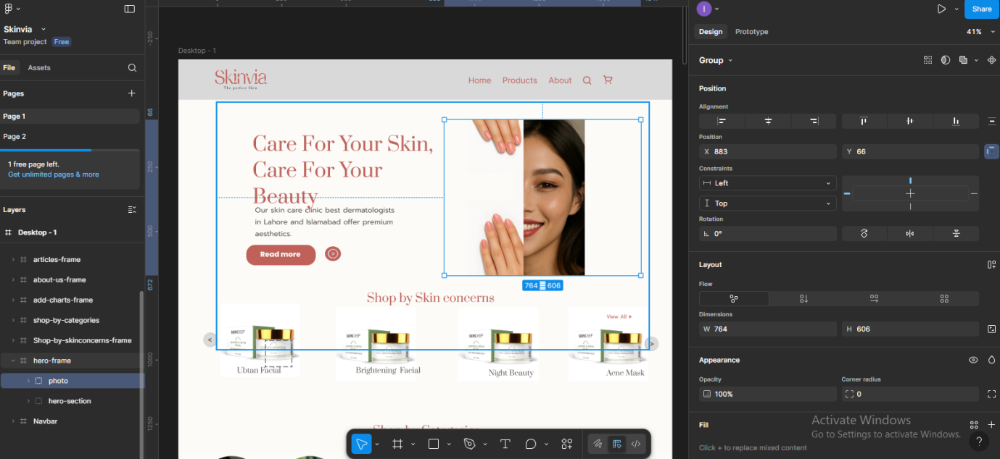 Skinvia
Team project Free
File Assets
Pages
Page 1
Page 2
1 free page left.
Get unlimited pages & more
Layers
Desktop - 1
articles-frame
about-us-frame
add-charts-frame
shop-by-categories
Shop-by-skinconcerns-frame
hero-frame
photo
hero-section
Navbar
-250
66
250
500
672
1000
1250
Desktop - 1
Skinvia
The perfect Skin
Home Products About
Care For Your Skin,
Care For Your
Beauty
Our skin care clinic best dermatologists
in Lahore and Islamabad offer premium
aesthetics.
Read more
764 606
Shop by Skin concerns
View All >
<
>
SKINDEEP
SKINDEEP
SKINDEEP
SKINDEEP
Ubtan Facial
Brightening Facial
Night Beauty
Acne Mask
Shop by Categories
I
Share
Design Prototype
41%
Group
Position
Alignment
Position
X 883
Y 66
Constraints
Left
Top
Rotation
0°
Layout
Flow
Dimensions
W 764
H 606
Appearance
Opacity
Corner radius
100%
0
Fill
Click + to replace mixed content
Activate Windows
Go to Settings to activate Windows.
?